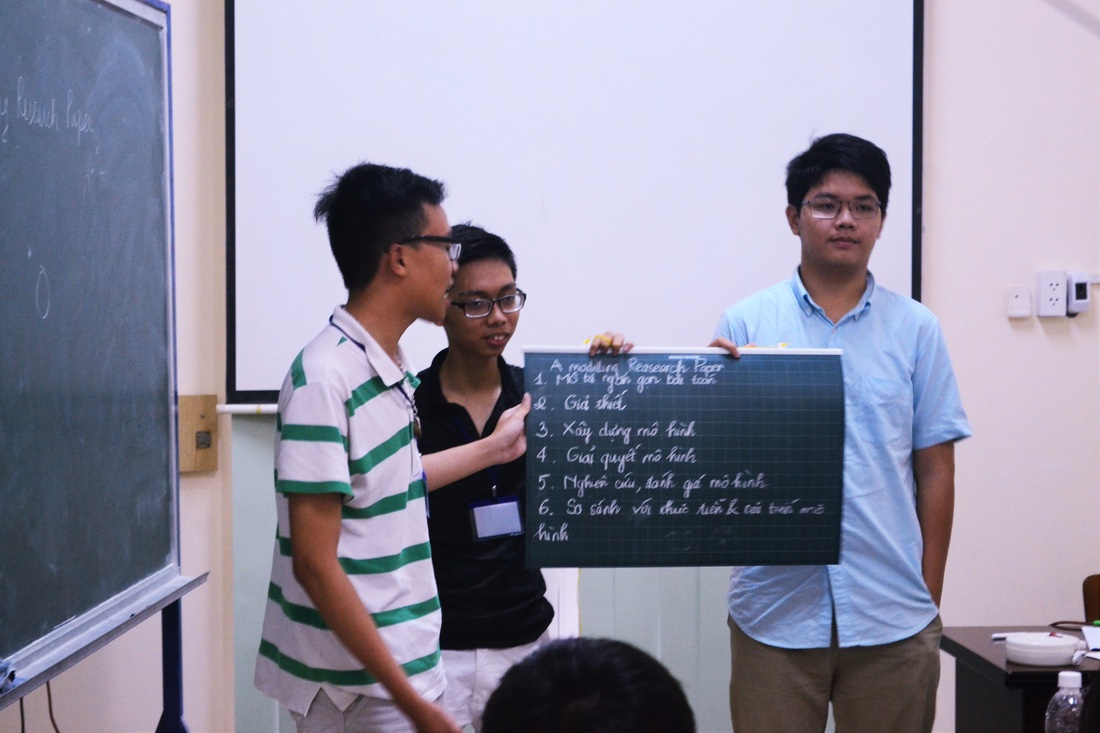 Research Paper
A modeling Reasearch Paper
1. Mô tả ngắn gọn bài toán
2. Giả thiết
3. Xây dựng mô hình
4. Giải quyết mô hình
5. Nghiên cứu, đánh giá mô hình
6. So sánh với thực tiễn & cải tiến mô
hình